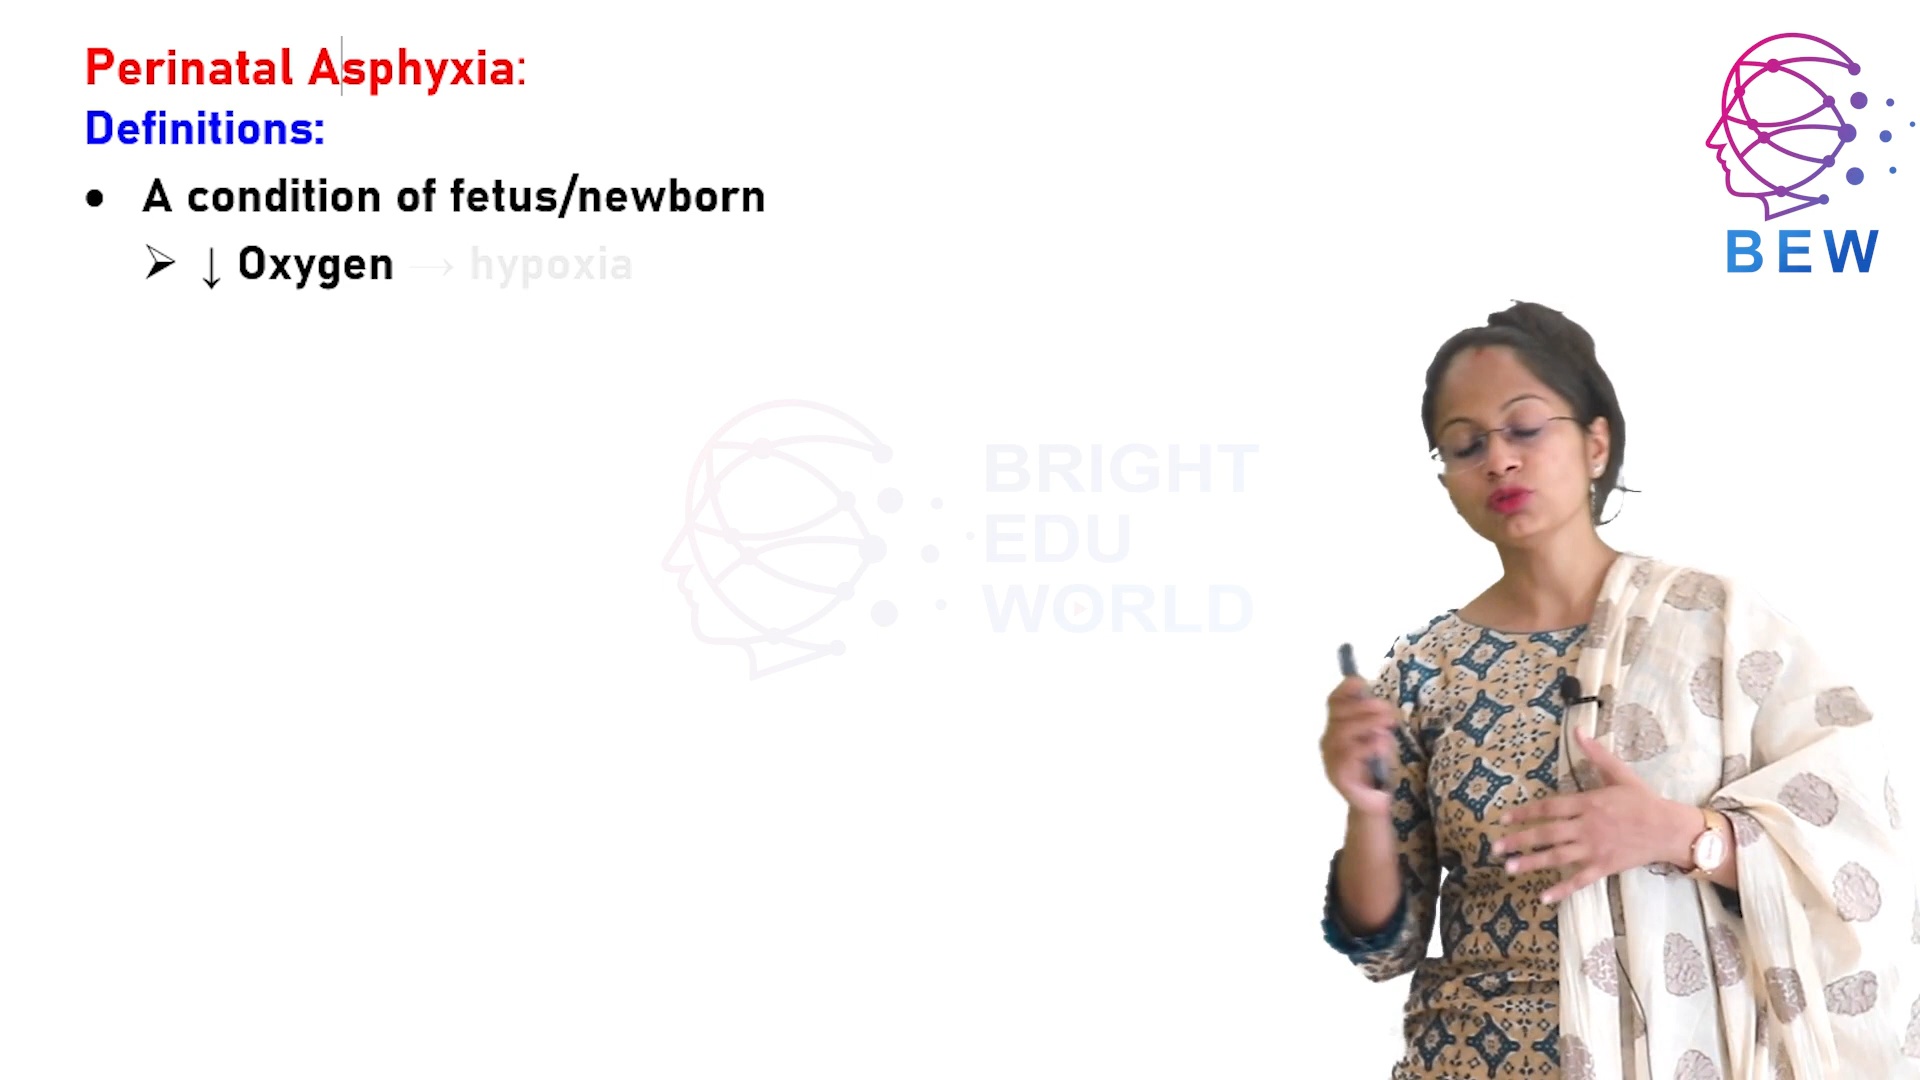 Perinatal Asphyxia:
Definitions:
• A condition of fetus/newborn
➢ ↓ Oxygen → hypoxia
BEW
BRIGHT
EDU
WORLD